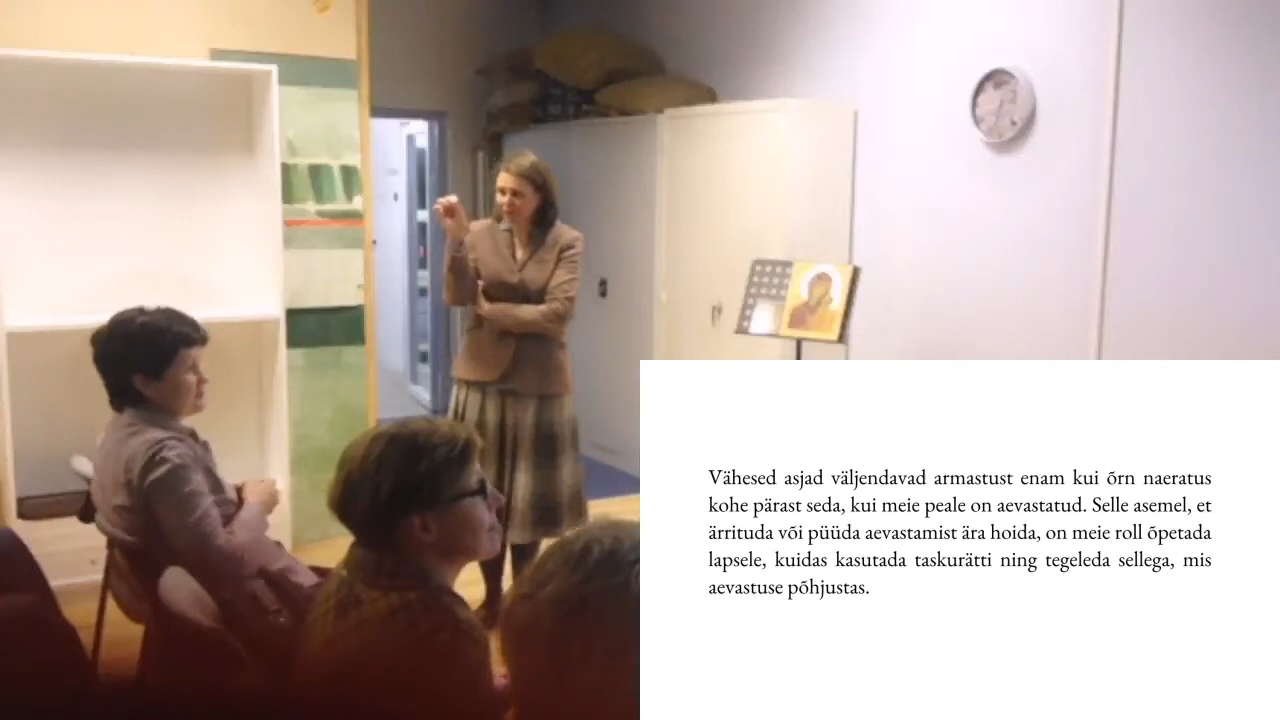 Vähesed asjad väljendavad armastust enam kui õrn naeratus
kohe pärast seda, kui meie peale on aevastatud. Selle asemel, et
ärrituda või püüda aevastamist ära hoida, on meie roll õpetada
lapsele, kuidas kasutada taskurätti ning tegeleda sellega, mis
aevastuse põhjustas.